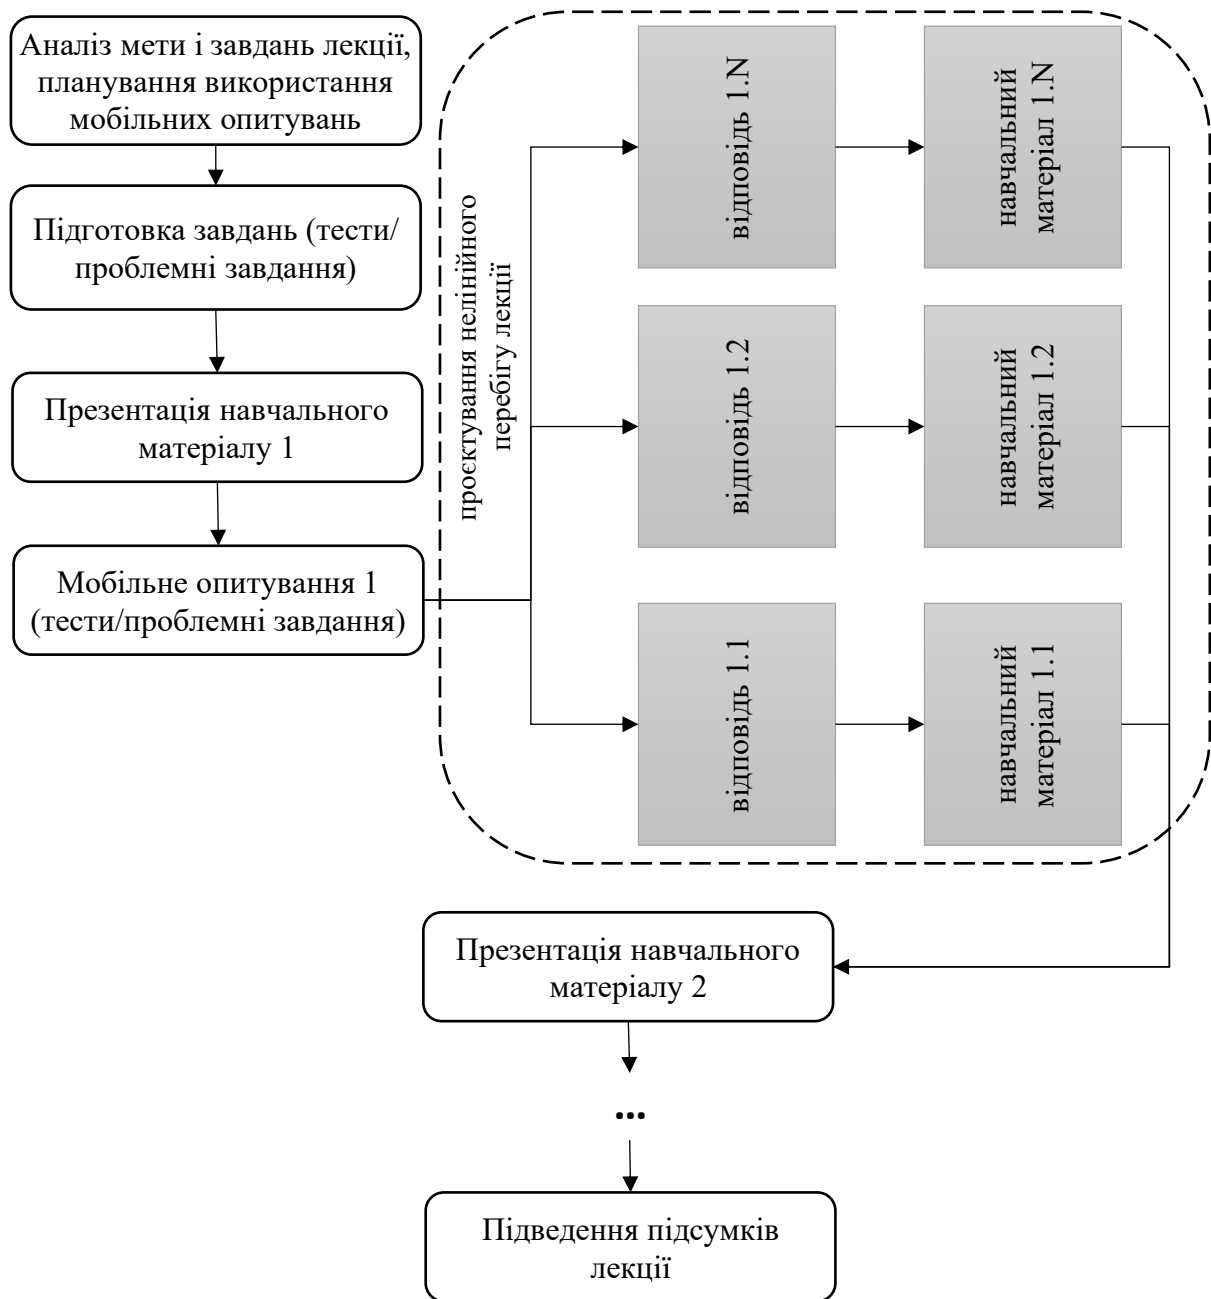 Аналіз мети і завдань лекції,
планування використання
мобільних опитувань
Підготовка завдань (тести/
проблемні завдання)
Презентація навчального
матеріалу 1
Мобільне опитування 1
(тести/проблемні завдання)
проєктування нелінійного
перебігу лекції
відповідь 1.N
навчальний
матеріал 1.N
відповідь 1.2
навчальний
матеріал 1.2
відповідь 1.1
навчальний
матеріал 1.1
Презентація навчального
матеріалу 2
...
Підведення підсумків
лекції